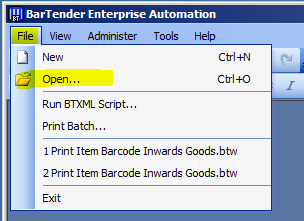 BarTender Enterprise Automation
File View Administer Tools Help
New Ctrl+N
Open... Ctrl+O
Run BTXML Script...
Print Batch...
1 Print Item Barcode Inwards Goods.btw
2 Print Item Barcode Inwards Goods.btw
Exit